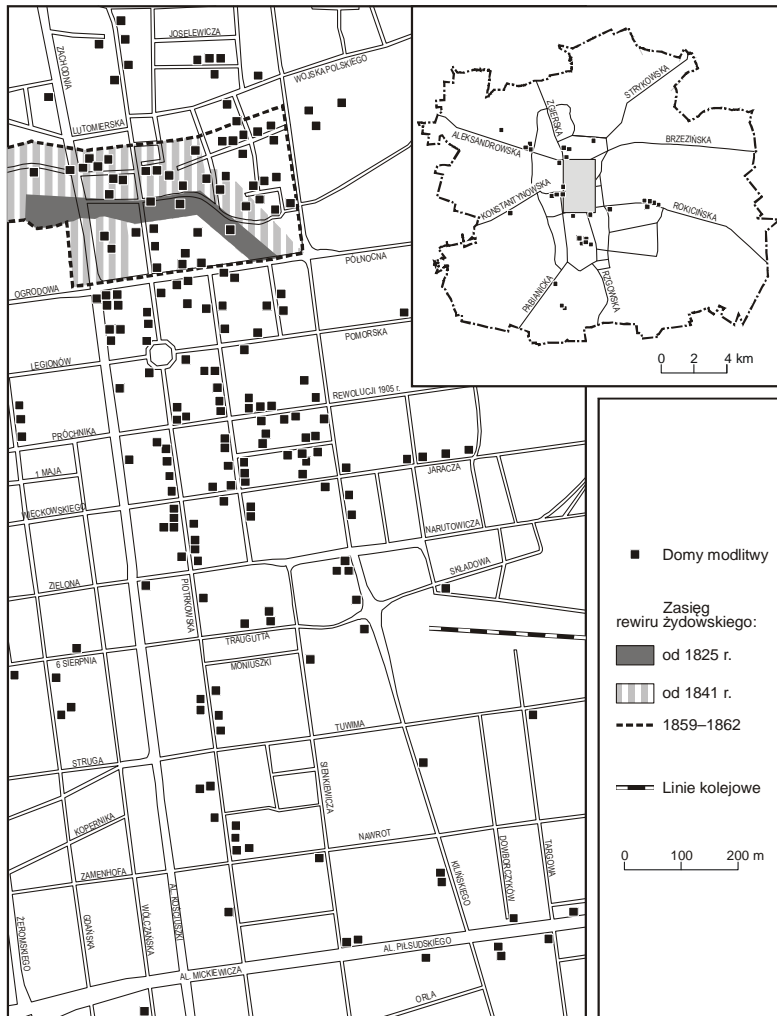 JOSELEWICZA
ZACHODNIA
WOJSKA POLSKIEGO
LUTOMIERSKA
PÓŁNOCNA
OGRODOWA
POMORSKA
LEGIONÓW
REWOLUCJI 1905 r.
PRÓCHNIKA
1 MAJA
JARACZA
WIĘCKOWSKIEGO
NARUTOWICZA
SKŁADOWA
ZIELONA
PIOTRKOWSKA
TRAUGUTTA
6 SIERPNIA
MONIUSZKI
TUWIMA
STRUGA
SIENKIEWICZA
KOPERNIKA
NAWROT
ZAMENHOFA
KILIŃSKIEGO
DOWBORCZYKÓW
TARGOWA
ŻEROMSKIEGO
GDAŃSKA
WÓLCZAŃSKA
AL. KOŚCIUSZKI
AL. PIŁSUDSKIEGO
AL. MICKIEWICZA
ORLA
STRYKOWSKA
ZGIERSKA
ALEKSANDROWSKA
BRZEZIŃSKA
KONSTANTYNOWSKA
ROKICIŃSKA
PABIANICKA
RZGOWSKA
0 2 4 km
Domy modlitwy
Zasięg
rewiru żydowskiego:
od 1825 r.
od 1841 r.
1859–1862
Linie kolejowe
0 100 200 m